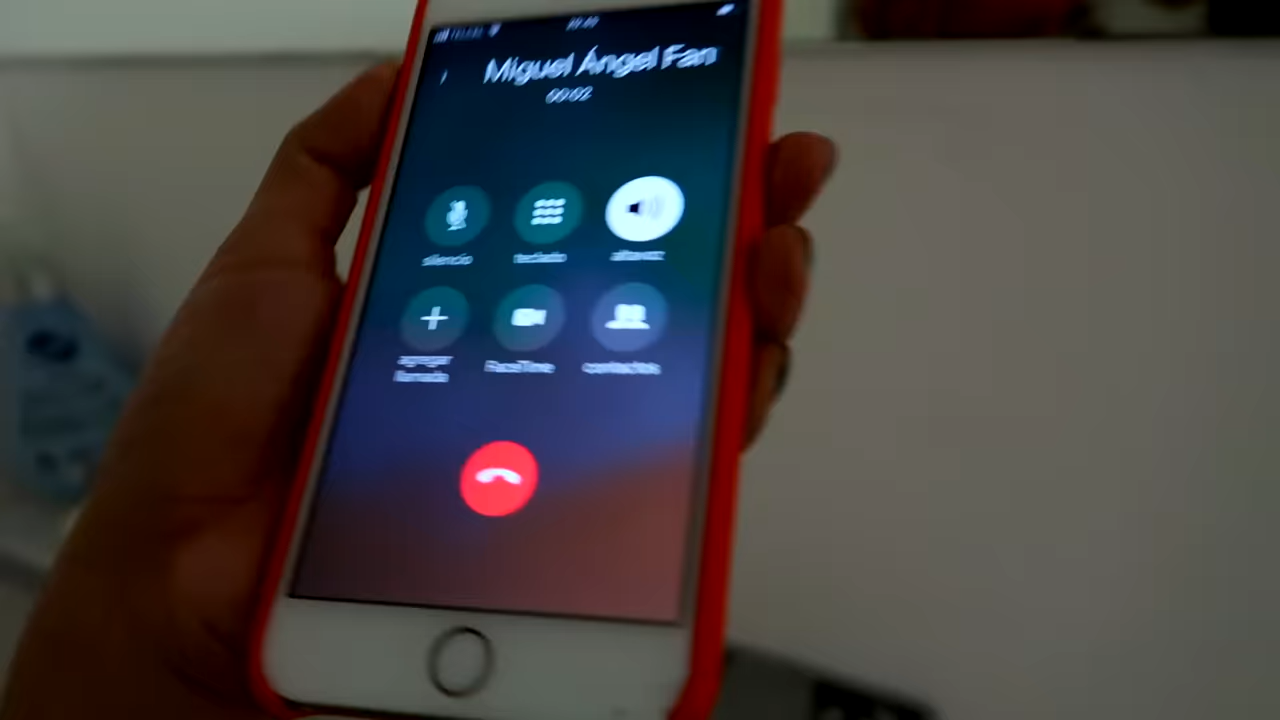 Miguel Ángel Fan
00:02
silencio
teclado
altavoz
agregar
llamada
FaceTime
contactos